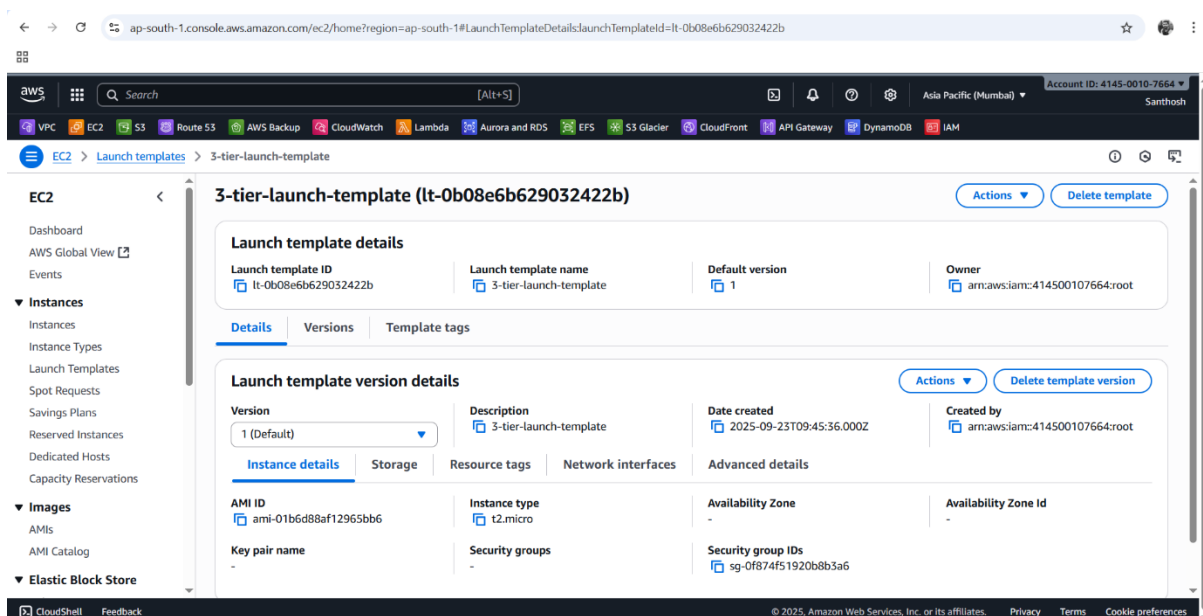 ap-south-1.console.aws.amazon.com/ec2/home?region=ap-south-1#LaunchTemplateDetails:launchTemplateId=lt-0b08e6b629032422b
aws Search [Alt+S] Asia Pacific (Mumbai) Account ID: 4145-0010-7664
Santhosh
VPC EC2 S3 Route 53 AWS Backup CloudWatch Lambda Aurora and RDS EFS S3 Glacier CloudFront API Gateway DynamoDB IAM
EC2 > Launch templates > 3-tier-launch-template
EC2
Dashboard
AWS Global View
Events
Instances
Instances
Instance Types
Launch Templates
Spot Requests
Savings Plans
Reserved Instances
Dedicated Hosts
Capacity Reservations
Images
AMIs
AMI Catalog
Elastic Block Store
3-tier-launch-template (lt-0b08e6b629032422b) Actions Delete template
Launch template details
Launch template ID Launch template name Default version Owner
lt-0b08e6b629032422b 3-tier-launch-template 1 arn:aws:iam::414500107664:root
Details Versions Template tags
Launch template version details Actions Delete template version
Version Description Date created Created by
1 (Default) 3-tier-launch-template 2025-09-23T09:45:36.000Z arn:aws:iam::414500107664:root
Instance details Storage Resource tags Network interfaces Advanced details
AMI ID Instance type Availability Zone Availability Zone Id
ami-01b6d88af12965bb6 t2.micro - -
Key pair name Security groups Security group IDs
- - sg-0f874f51920b8b3a6
CloudShell Feedback © 2025, Amazon Web Services, Inc. or its affiliates. Privacy Terms Cookie preferences